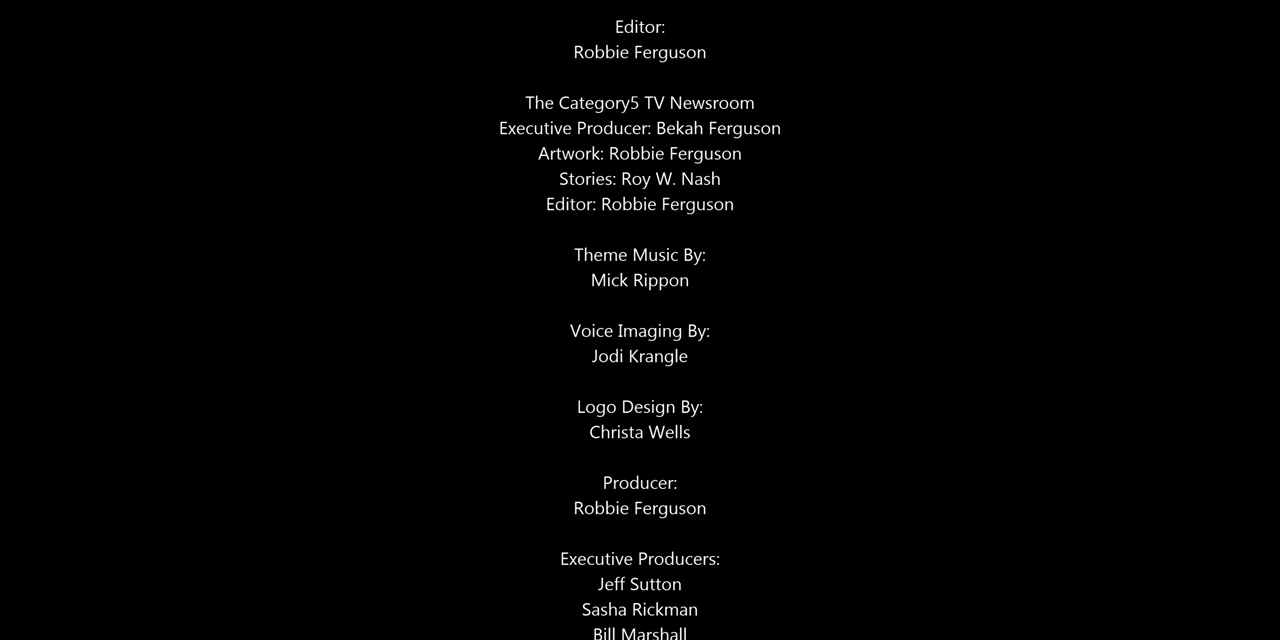 Editor:
Robbie Ferguson
The Category5 TV Newsroom
Executive Producer: Bekah Ferguson
Artwork: Robbie Ferguson
Stories: Roy W. Nash
Editor: Robbie Ferguson
Theme Music By:
Mick Rippon
Voice Imaging By:
Jodi Krangle
Logo Design By:
Christa Wells
Producer:
Robbie Ferguson
Executive Producers:
Jeff Sutton
Sasha Rickman
Bill Marshall